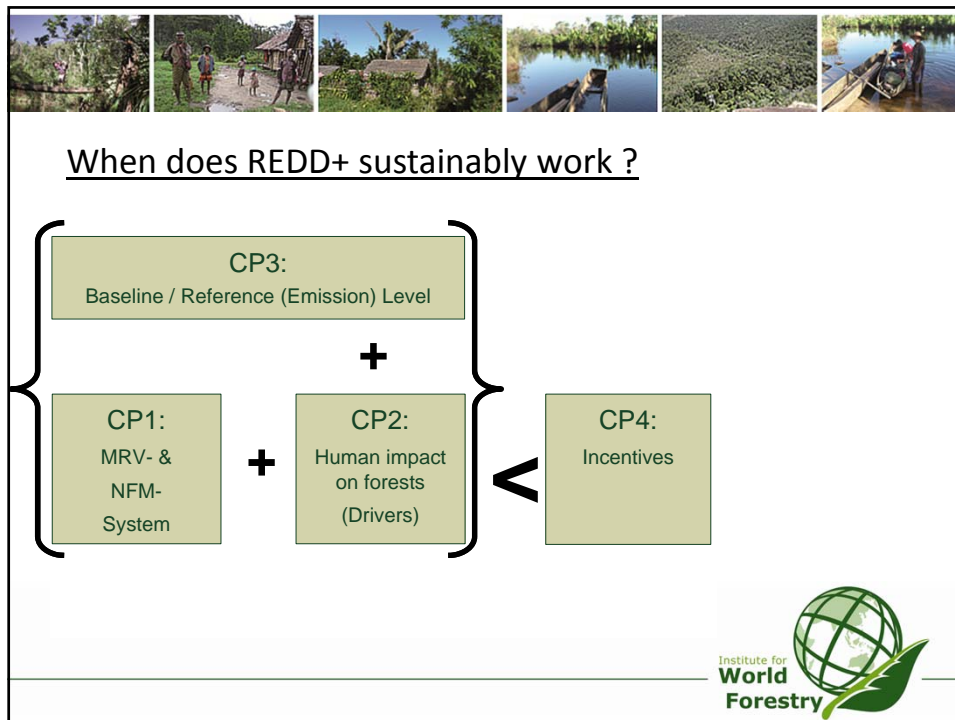 When does REDD+ sustainably work ?
CP3:
Baseline / Reference (Emission) Level
+
CP1:
MRV- &
NFM-
System
+
CP2:
Human impact
on forests
(Drivers)
<
CP4:
Incentives
Institute for
World
Forestry